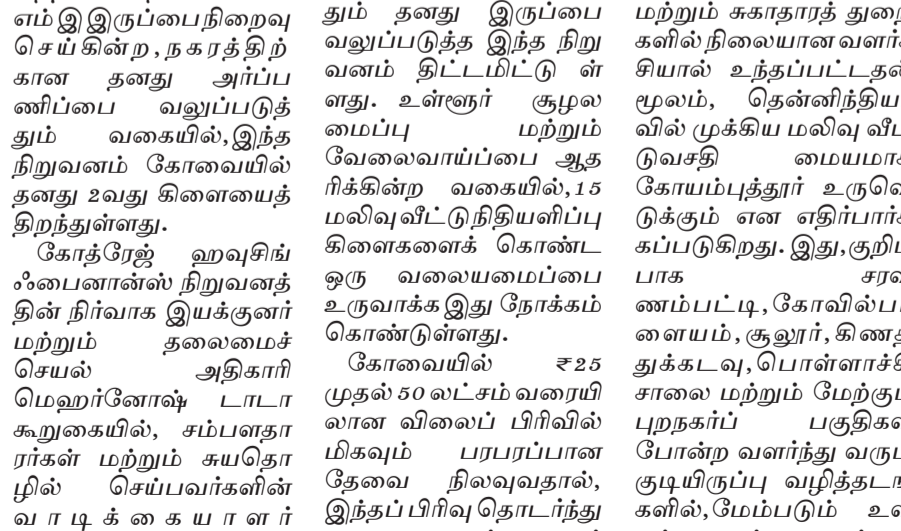 எம் இ இருப்பை நிறைவு
செய்கின்ற, நகரத்திற்
கான தனது அர்ப்ப
ணிப்பை வலுப்படுத்
தும் வகையில், இந்த
நிறுவனம் கோவையில்
தனது 2வது கிளையைத்
திறந்துள்ளது.
கோத்ரேஜ் ஹவுசிங்
ஃபைனான்ஸ் நிறுவனத்
தின் நிர்வாக இயக்குனர்
மற்றும் தலைமைச்
செயல் அதிகாரி
மெஹர்னோஷ் டாடா
கூறுகையில், சம்பளதா
ரர்கள் மற்றும் சுயதொ
ழில் செய்பவர்களின்
வாடிக்கையாளர்
தும் தனது இருப்பை
வலுப்படுத்த இந்த நிறு
வனம் திட்டமிட்டு ள்
ளது. உள்ளூர் சூழல
மைப்பு மற்றும்
வேலைவாய்ப்பை ஆத
ரிக்கின்ற வகையில், 15
மலிவு வீட்டு நிதியளிப்பு
கிளைகளைக் கொண்ட
ஒரு வலையமைப்பை
உருவாக்க இது நோக்கம்
கொண்டுள்ளது.
கோவையில் ₹25
முதல் 50 லட்சம் வரையி
லான விலைப் பிரிவில்
மிகவும் பரபரப்பான
தேவை நிலவுவதால்,
இந்தப் பிரிவு தொடர்ந்து
மற்றும் சுகாதாரத் துறை
களில் நிலையான வளர்ச்
சியால் உந்தப்பட்டதல்
மூலம், தென்னிந்தியா
வில் முக்கிய மலிவு வீட்
டுவசதி மையமாக
கோயம்புத்தூர் உருவெ
டுக்கும் என எதிர்பார்க்
கப்படுகிறது. இது, குறிப்
பாக சரவ
ணம்பட்டி, கோவில்பா
ளையம், சூலூர், கிணத்
துக்கடவு, பொள்ளாச்சி
சாலை மற்றும் மேற்கு
புறநகர்ப் பகுதிகள்
போன்ற வளர்ந்து வரும்
குடியிருப்பு வழித்தடங்
களில், மேம்படும்